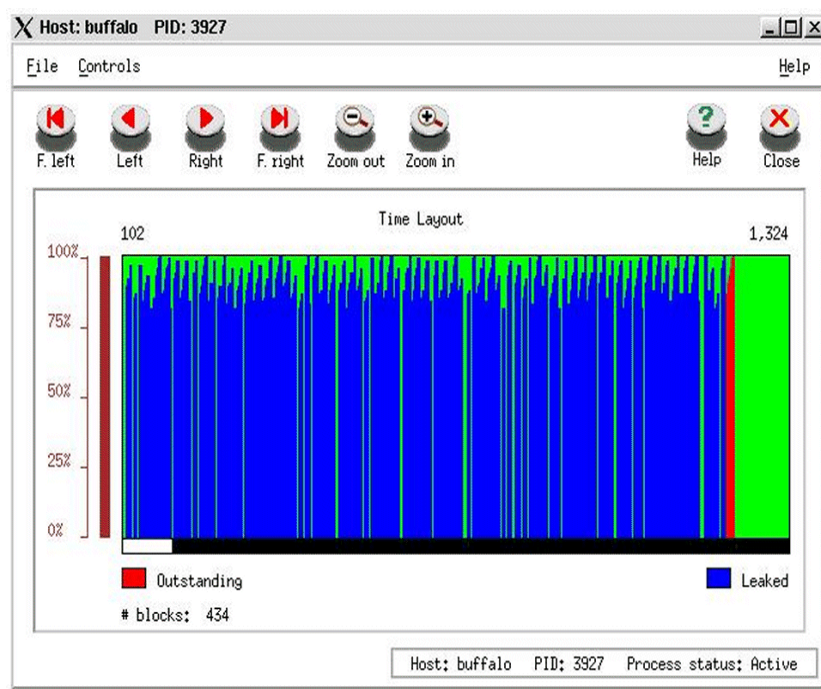 Host: buffalo PID: 3927
File Controls Help
F. left Left Right F. right Zoom out Zoom in Help Close
Time Layout
102 1,324
100%
75%
50%
25%
0%
Outstanding Leaked
# blocks: 434
Host: buffalo PID: 3927 Process status: Active